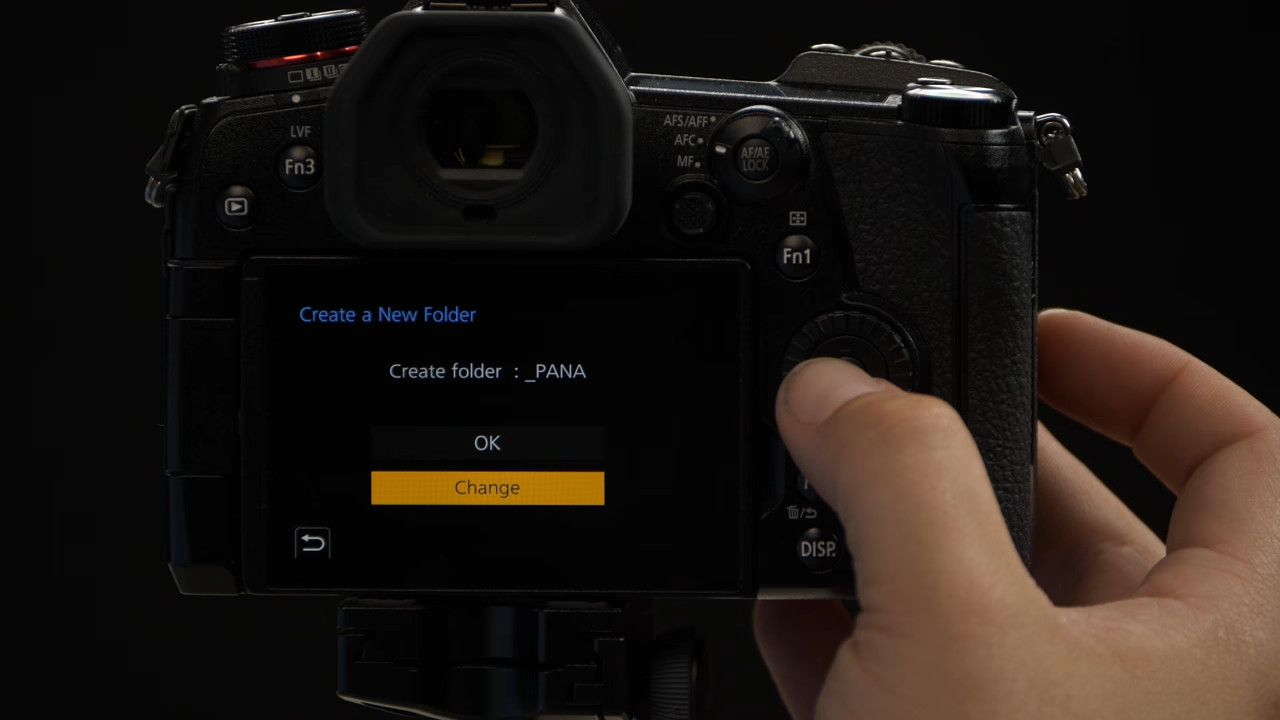 LVF
Fn3
AFS/AFF
AFC
MF
AF/AE
LOCK
Fn1
Create a New Folder
Create folder : _PANA
OK
Change
DISP.